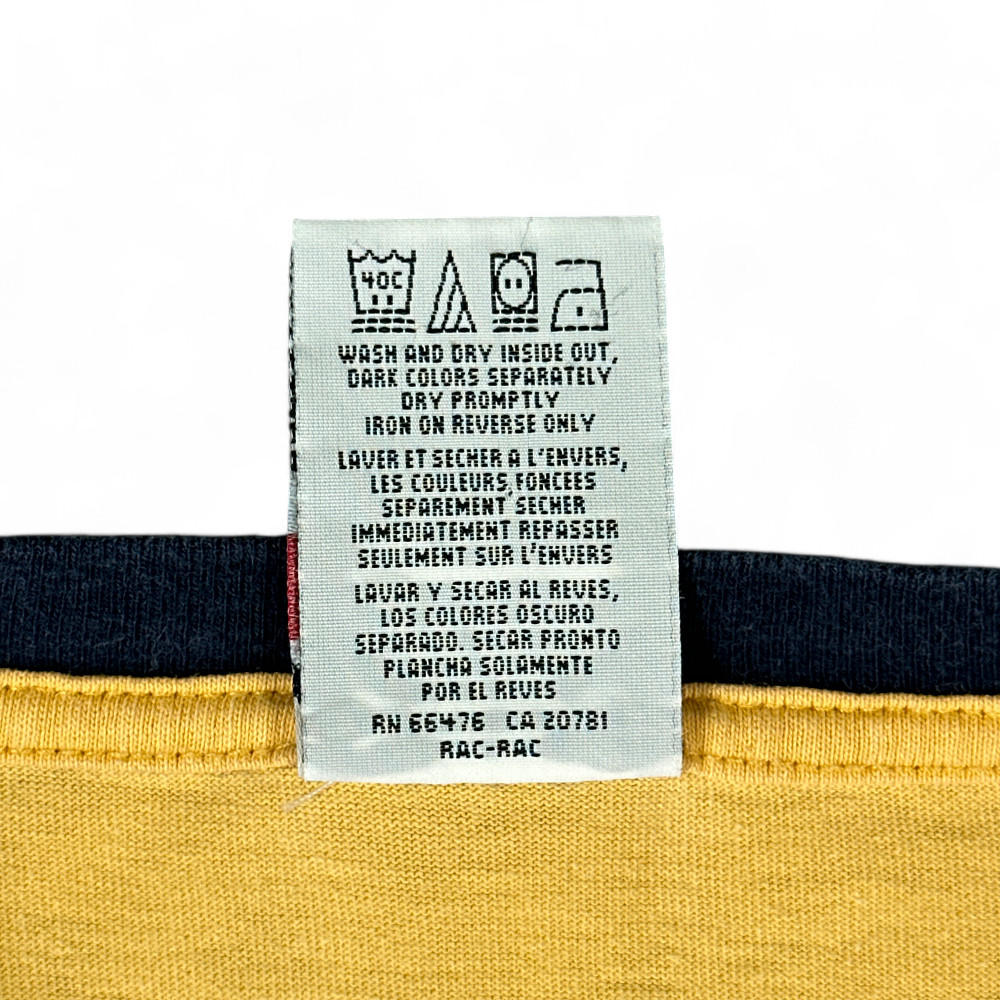 40C
WASH AND DRY INSIDE OUT,
DARK COLORS SEPARATELY
DRY PROMPTLY
IRON ON REVERSE ONLY
LAVER ET SECHER A L'ENVERS,
LES COULEURS FONCEES
SEPAREMENT SECHER
IMMEDIATEMENT REPASSER
SEULEMENT SUR L'ENVERS
LAVAR Y SECAR AL REVES,
LOS COLORES OSCURO
SEPARADO. SECAR PRONTO
PLANCHA SOLAMENTE
POR EL REVES
RN 66476 CA 20781
RAC-RAC